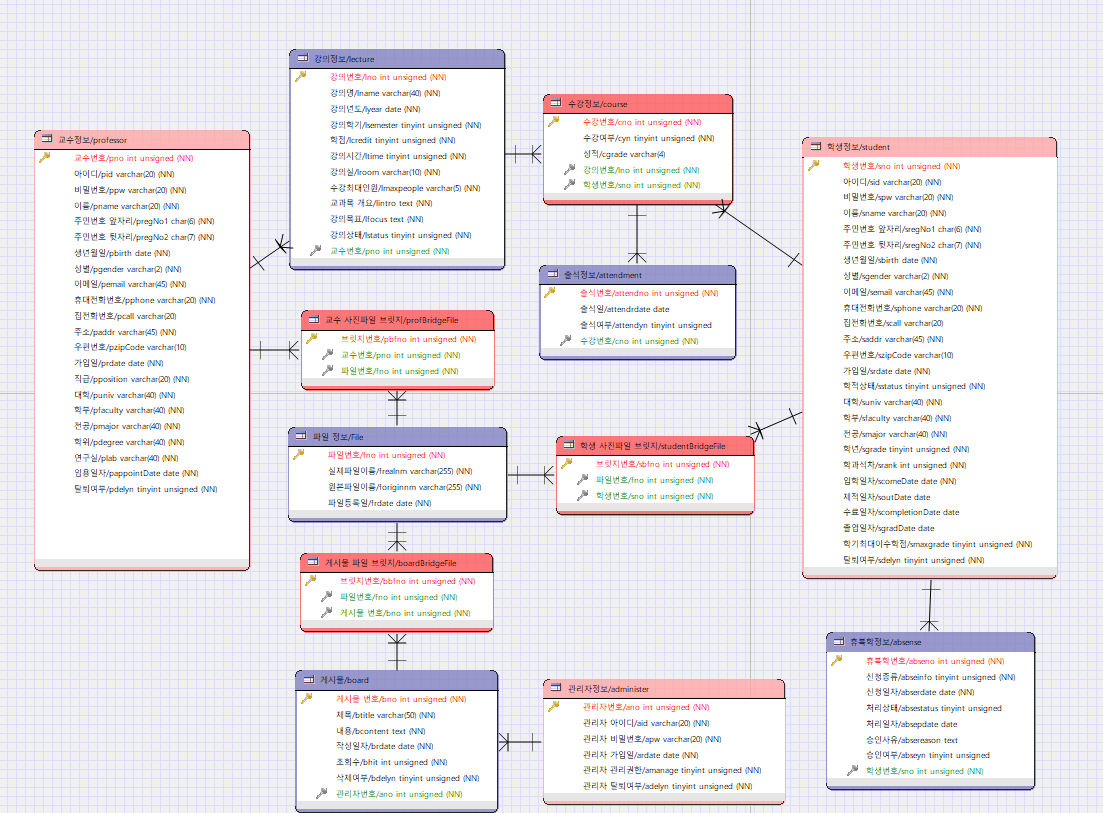 강의정보/lecture
강의번호/lno int unsigned (NN)
강의명/lname varchar(40) (NN)
강의년도/lyear date (NN)
강의학기/lsemester tinyint unsigned (NN)
학점/lcredit tinyint unsigned (NN)
강의시간/ltime tinyint unsigned (NN)
강의실/lroom varchar(10) (NN)
수강최대인원/lmaxpeople varchar(5) (NN)
교과목 개요/lintro text (NN)
강의목표/lfocus text (NN)
강의상태/lstatus tinyint unsigned (NN)
교수번호/pno int unsigned (NN)
수강정보/course
수강번호/cno int unsigned (NN)
수강여부/cyn tinyint unsigned (NN)
성적/cgrade varchar(4)
강의번호/lno int unsigned (NN)
학생번호/sno int unsigned (NN)
교수정보/professor
교수번호/pno int unsigned (NN)
아이디/pid varchar(20) (NN)
비밀번호/ppw varchar(20) (NN)
이름/pname varchar(20) (NN)
주민번호 앞자리/pregNo1 char(6) (NN)
주민번호 뒷자리/pregNo2 char(7) (NN)
생년월일/pbirth date (NN)
성별/pgender varchar(2) (NN)
이메일/pemail varchar(45) (NN)
휴대전화번호/pphone varchar(20) (NN)
집전화번호/pcall varchar(20)
주소/paddr varchar(45) (NN)
우편번호/pzipCode varchar(10)
가입일/prdate date (NN)
직급/pposition varchar(20) (NN)
대학/puniv varchar(40) (NN)
학부/pfaculty varchar(40) (NN)
전공/pmajor varchar(40) (NN)
학위/pdegree varchar(40) (NN)
연구실/plab varchar(40) (NN)
임용일자/pappointDate date (NN)
탈퇴여부/pdelyn tinyint unsigned (NN)
학생정보/student
학생번호/sno int unsigned (NN)
아이디/sid varchar(20) (NN)
비밀번호/spw varchar(20) (NN)
이름/sname varchar(20) (NN)
주민번호 앞자리/sregNo1 char(6) (NN)
주민번호 뒷자리/sregNo2 char(7) (NN)
생년월일/sbirth date (NN)
성별/sgender varchar(2) (NN)
이메일/semail varchar(45) (NN)
휴대전화번호/sphone varchar(20) (NN)
집전화번호/scall varchar(20)
주소/saddr varchar(45) (NN)
우편번호/szipCode varchar(10)
가입일/srdate date (NN)
학적상태/sstatus tinyint unsigned (NN)
대학/suniv varchar(40) (NN)
학부/sfaculty varchar(40) (NN)
전공/smajor varchar(40) (NN)
학년/sgrade tinyint unsigned (NN)
학과석차/srank int unsigned (NN)
입학일자/scomeDate date (NN)
제적일자/soutDate date
수료일자/scompletionDate date
졸업일자/sgradDate date
학기최대이수학점/smaxgrade tinyint unsigned (NN)
탈퇴여부/sdelyn tinyint unsigned (NN)
출석정보/attendment
출석번호/attendno int unsigned (NN)
출석일/attendrdate date (NN)
출석여부/attendyn tinyint unsigned
수강번호/cno int unsigned (NN)
교수 사진파일 브릿지/profBridgeFile
브릿지번호/pbfno int unsigned (NN)
교수번호/pno int unsigned (NN)
파일번호/fno int unsigned (NN)
파일 정보/File
파일번호/fno int unsigned (NN)
실제파일이름/frealnm varchar(255) (NN)
원본파일이름/foriginnm varchar(255) (NN)
파일등록일/frdate date (NN)
학생 사진파일 브릿지/studentBridgeFile
브릿지번호/sbfno int unsigned (NN)
파일번호/fno int unsigned (NN)
학생번호/sno int unsigned (NN)
게시물 파일 브릿지/boardBridgeFile
브릿지번호/bbfno int unsigned (NN)
파일번호/fno int unsigned (NN)
게시물 번호/bno int unsigned (NN)
게시물/board
게시물 번호/bno int unsigned (NN)
제목/btitle varchar(50) (NN)
내용/bcontent text (NN)
작성일자/brdate date (NN)
조회수/bhit int unsigned (NN)
삭제여부/bdelyn tinyint unsigned (NN)
관리자번호/ano int unsigned (NN)
관리자정보/administer
관리자번호/ano int unsigned (NN)
관리자 아이디/aid varchar(20) (NN)
관리자 비밀번호/apw varchar(20) (NN)
관리자 가입일/ardate date (NN)
관리자 관리권한/amanage tinyint unsigned (NN)
관리자 탈퇴여부/adelyn tinyint unsigned (NN)
휴복학정보/absense
휴복학번호/abseno int unsigned (NN)
신청종류/abseinfo tinyint unsigned (NN)
신청일자/abserdate date (NN)
처리상태/absestatus tinyint unsigned
처리일자/absepdate date
승인사유/absereason text
승인여부/abseyn tinyint unsigned
학생번호/sno int unsigned (NN)